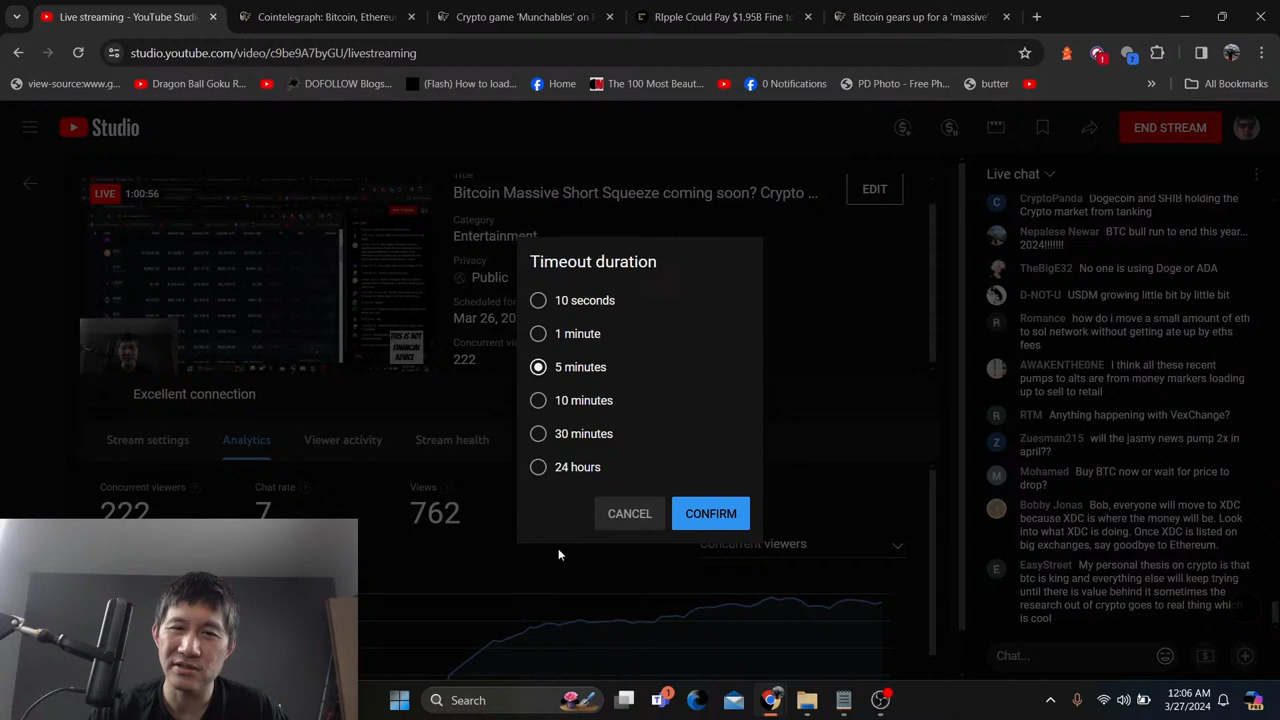 Live streaming - YouTube Studio
Cointelegraph: Bitcoin, Ethereu
Crypto game 'Munchables' on
RIpple Could Pay $1.95B Fine to
Bitcoin gears up for a 'massive'
studio.youtube.com/video/c9be9A7byGU/livestreaming
view-source:www.g...
Dragon Ball Goku R...
DOFOLLOW Blogs...
(Flash) How to load...
Home
The 100 Most Beaut...
0 Notifications
PD Photo - Free Ph...
butter
All Bookmarks
Studio
END STREAM
LIVE 1:00:56
Title
Bitcoin Massive Short Squeeze coming soon? Crypto ...
EDIT
Category
Entertainment
Privacy
Public
Scheduled for
Mar 26, 20
Concurrent
222
THIS IS NOT
FINANCIAL
ADVICE
Excellent connection
Stream settings
Analytics
Viewer activity
Stream health
Concurrent viewers
222
Chat rate
7
Views
762
Concurrent viewers
Timeout duration
10 seconds
1 minute
5 minutes
10 minutes
30 minutes
24 hours
CANCEL
CONFIRM
Live chat
CryptoPanda Dogecoin and SHIB holding the
Crypto market from tanking
Nepalese Newar BTC bull run to end this year...
2024!!!!!!!
TheBigE32 No one is using Doge or ADA
D-NOT-U USDM growing little bit by little bit
Romance how do i move a small amount of eth
to sol network without getting ate up by eths
fees
AWAKENTHE0NE I think all these recent
pumps to alts are from money markers loading
up to sell to retail
RTM Anything happening with VexChange?
Zuesman215 will the jasmy news pump 2x in
april??
Mohamed Buy BTC now or wait for price to
drop?
Bobby Jonas Bob, everyone will move to XDC
because XDC is where the money will be. Look
into what XDC is doing. Once XDC is listed on
big exchanges, say goodbye to Ethereum.
EasyStreet My personal thesis on crypto is that
btc is king and everything else will keep trying
until there is value behind it sometimes the
research out of crypto goes to real thing which
is cool
Chat...
Search
12:06 AM
3/27/2024